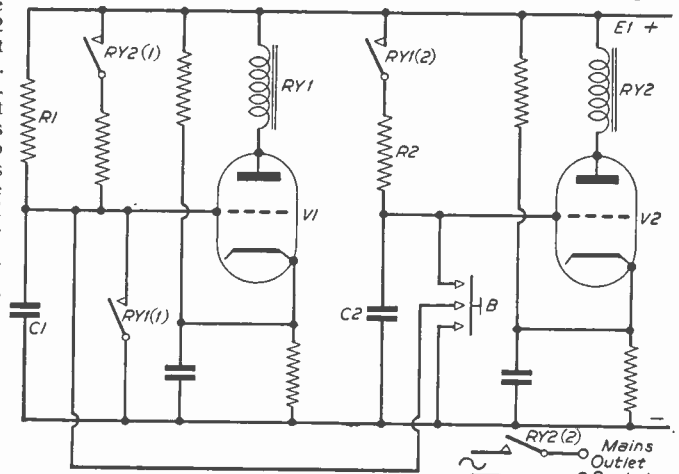 E1 +
RY2(1)
RY1
RY1(2)
RY2
R1
R2
V1
V2
C1
RY1(1)
C2
B
−
RY2(2)
Mains
Outlet